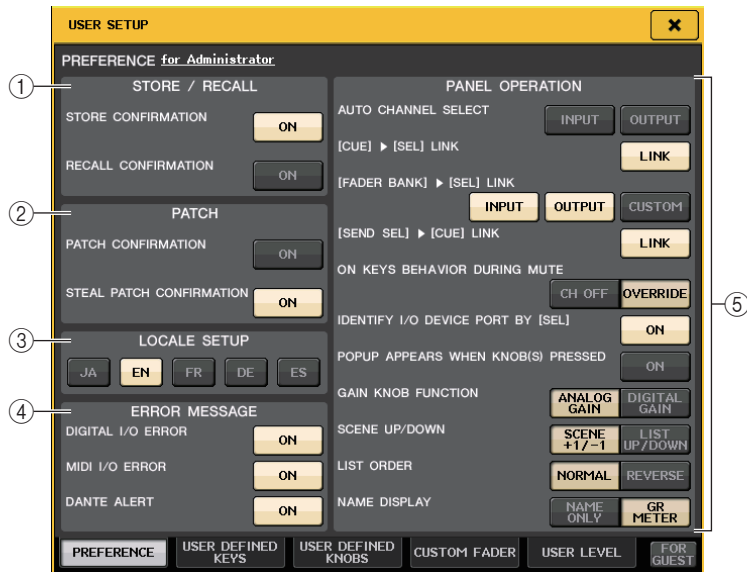 USER SETUP
PREFERENCE for Administrator
① STORE / RECALL
STORE CONFIRMATION ON
RECALL CONFIRMATION ON
② PATCH
PATCH CONFIRMATION ON
STEAL PATCH CONFIRMATION ON
③ LOCALE SETUP
JA EN FR DE ES
④ ERROR MESSAGE
DIGITAL I/O ERROR ON
MIDI I/O ERROR ON
DANTE ALERT ON
⑤ PANEL OPERATION
AUTO CHANNEL SELECT INPUT OUTPUT
[CUE] ▶ [SEL] LINK LINK
[FADER BANK] ▶ [SEL] LINK
INPUT OUTPUT CUSTOM
[SEND SEL] ▶ [CUE] LINK LINK
ON KEYS BEHAVIOR DURING MUTE
CH OFF OVERRIDE
IDENTIFY I/O DEVICE PORT BY [SEL]
ON
POPUP APPEARS WHEN KNOB(S) PRESSED ON
GAIN KNOB FUNCTION ANALOG GAIN DIGITAL GAIN
SCENE UP/DOWN SCENE +1/-1 LIST UP/DOWN
LIST ORDER NORMAL REVERSE
NAME DISPLAY NAME ONLY GR METER
PREFERENCE USER DEFINED KEYS USER DEFINED KNOBS CUSTOM FADER USER LEVEL FOR GUEST